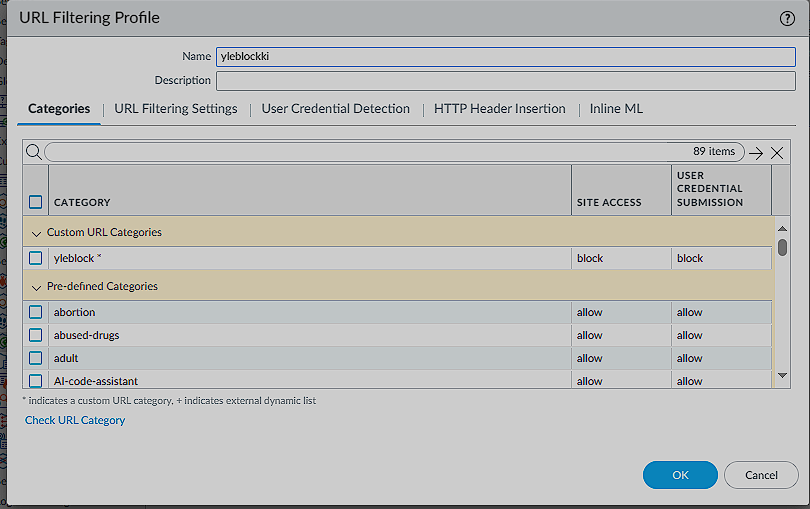 URL Filtering Profile
Name yleblockki
Description
Categories | URL Filtering Settings | User Credential Detection | HTTP Header Insertion | Inline ML
89 items
CATEGORY SITE ACCESS USER CREDENTIAL SUBMISSION
Custom URL Categories
yleblock * block block
Pre-defined Categories
abortion allow allow
abused-drugs allow allow
adult allow allow
AI-code-assistant allow allow
* indicates a custom URL category, + indicates external dynamic list
Check URL Category
OK Cancel